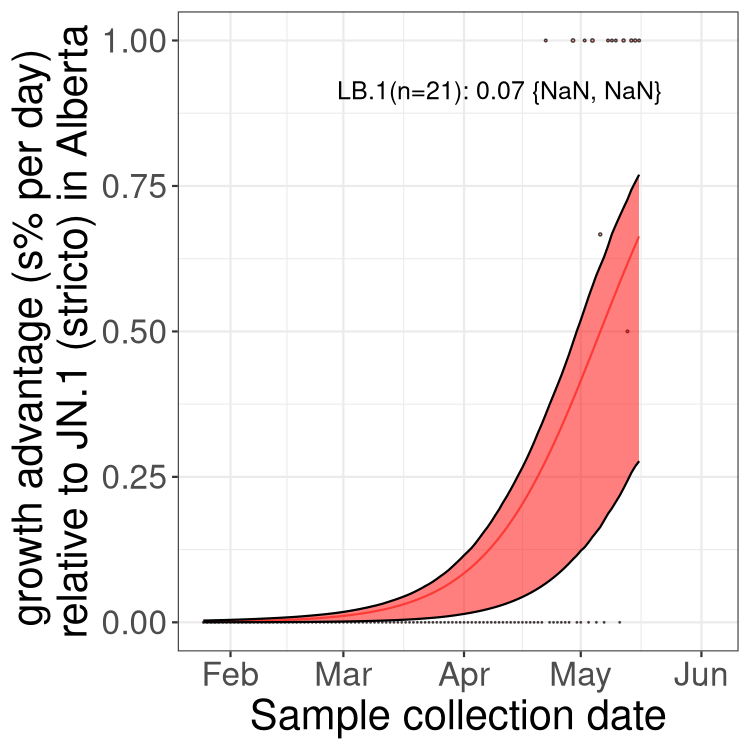 growth advantage (s% per day)
relative to JN.1 (stricto) in Alberta
1.00
0.75
0.50
0.25
0.00
LB.1(n=21): 0.07 {NaN, NaN}
Feb
Mar
Apr
May
Jun
Sample collection date